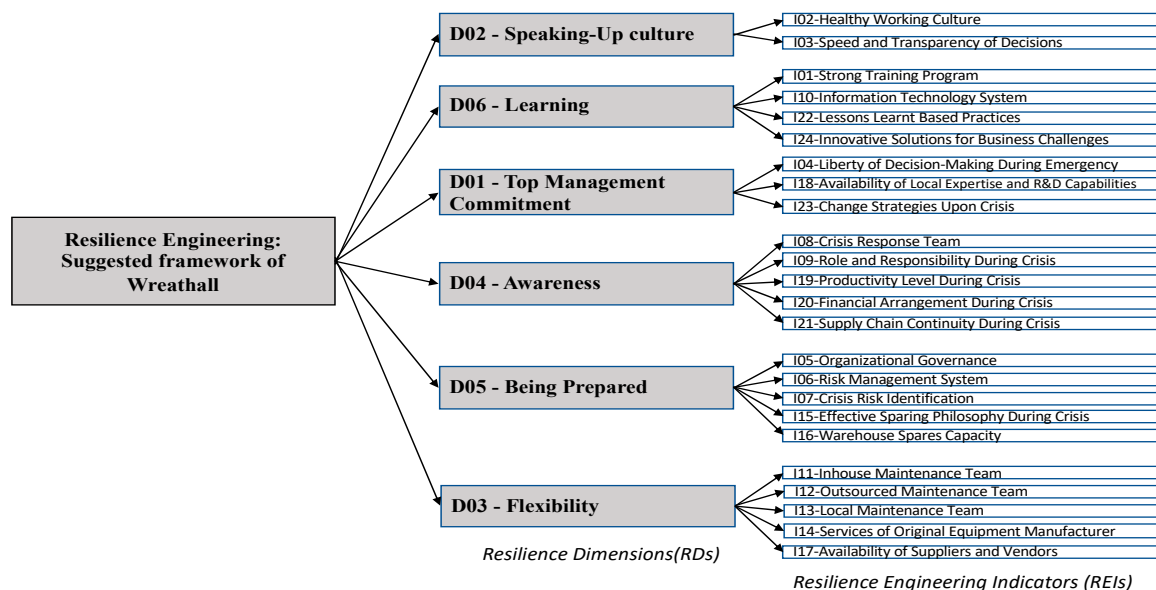 Resilience Engineering:
Suggested framework of
Wreathall
D02 - Speaking-Up culture
I02-Healthy Working Culture
I03-Speed and Transparency of Decisions
D06 - Learning
I01-Strong Training Program
I10-Information Technology System
I22-Lessons Learnt Based Practices
I24-Innovative Solutions for Business Challenges
D01 - Top Management
Commitment
I04-Liberty of Decision-Making During Emergency
I18-Availability of Local Expertise and R&D Capabilities
I23-Change Strategies Upon Crisis
D04 - Awareness
I08-Crisis Response Team
I09-Role and Responsibility During Crisis
I19-Productivity Level During Crisis
I20-Financial Arrangement During Crisis
I21-Supply Chain Continuity During Crisis
D05 - Being Prepared
I05-Organizational Governance
I06-Risk Management System
I07-Crisis Risk Identification
I15-Effective Sparing Philosophy During Crisis
I16-Warehouse Spares Capacity
D03 - Flexibility
I11-Inhouse Maintenance Team
I12-Outsourced Maintenance Team
I13-Local Maintenance Team
I14-Services of Original Equipment Manufacturer
I17-Availability of Suppliers and Vendors
Resilience Dimensions(RDs)
Resilience Engineering Indicators (REIs)